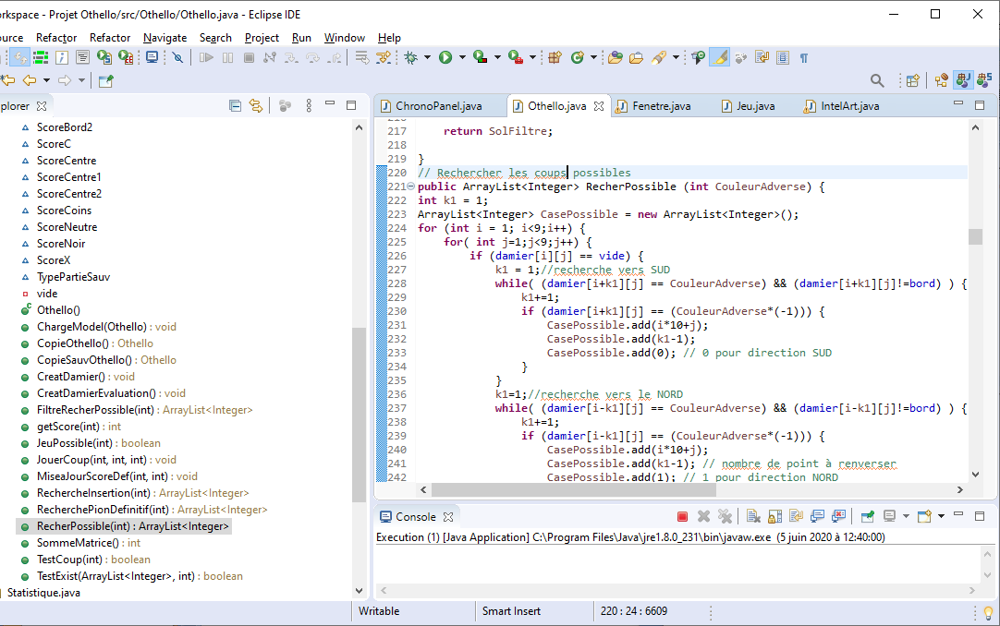 orkspace - Projet Othello/src/Othello/Othello.java - Eclipse IDE
ource Refactor Refactor Navigate Search Project Run Window Help
plorer
ScoreBord2
ScoreC
ScoreCentre
ScoreCentre1
ScoreCentre2
ScoreCoins
ScoreNeutre
ScoreNoir
ScoreX
TypePartieSauv
vide
Othello()
ChargeModel(Othello) : void
CopieOthello() : Othello
CopieSauvOthello() : Othello
CreatDamier() : void
CreatDamierEvaluation() : void
FiltreRecherPossible(int) : ArrayList<Integer>
getScore(int) : int
JeuPossible(int) : boolean
JouerCoup(int, int, int) : void
MiseaJourScoreDef(int, int) : void
RechercheInsertion(int) : ArrayList<Integer>
RecherchePionDefinitif(int) : ArrayList<Integer>
RecherPossible(int) : ArrayList<Integer>
SommeMatrice() : int
TestCoup(int) : boolean
TestExist(ArrayList<Integer>, int) : boolean
Statistique.java
ChronoPanel.java Othello.java Fenetre.java Jeu.java IntelArt.java
217 return SolFiltre;
218
219 }
220 // Rechercher les coups possibles
221 public ArrayList<Integer> RecherPossible (int CouleurAdverse) {
222 int k1 = 1;
223 ArrayList<Integer> CasePossible = new ArrayList<Integer>();
224 for (int i = 1; i<9;i++) {
225 for( int j=1;j<9;j++) {
226 if (damier[i][j] == vide) {
227 k1 = 1;//recherche vers SUD
228 while( (damier[i+k1][j] == CouleurAdverse) && (damier[i+k1][j]!=bord) ) {
229 k1+=1;
230 if (damier[i+k1][j] == (CouleurAdverse*(-1))) {
231 CasePossible.add(i*10+j);
232 CasePossible.add(k1-1);
233 CasePossible.add(0); // 0 pour direction SUD
234 }
235 }
236 k1=1;//recherche vers le NORD
237 while( (damier[i-k1][j] == CouleurAdverse) && (damier[i-k1][j]!=bord) ) {
238 k1+=1;
239 if (damier[i-k1][j] == (CouleurAdverse*(-1))) {
240 CasePossible.add(i*10+j);
241 CasePossible.add(k1-1); // nombre de point à renverser
242 CasePossible.add(1); // 1 pour direction NORD
Console
Execution (1) [Java Application] C:\Program Files\Java\jre1.8.0_231\bin\javaw.exe (5 juin 2020 à 12:40:00)
Writable Smart Insert 220 : 24 : 6609